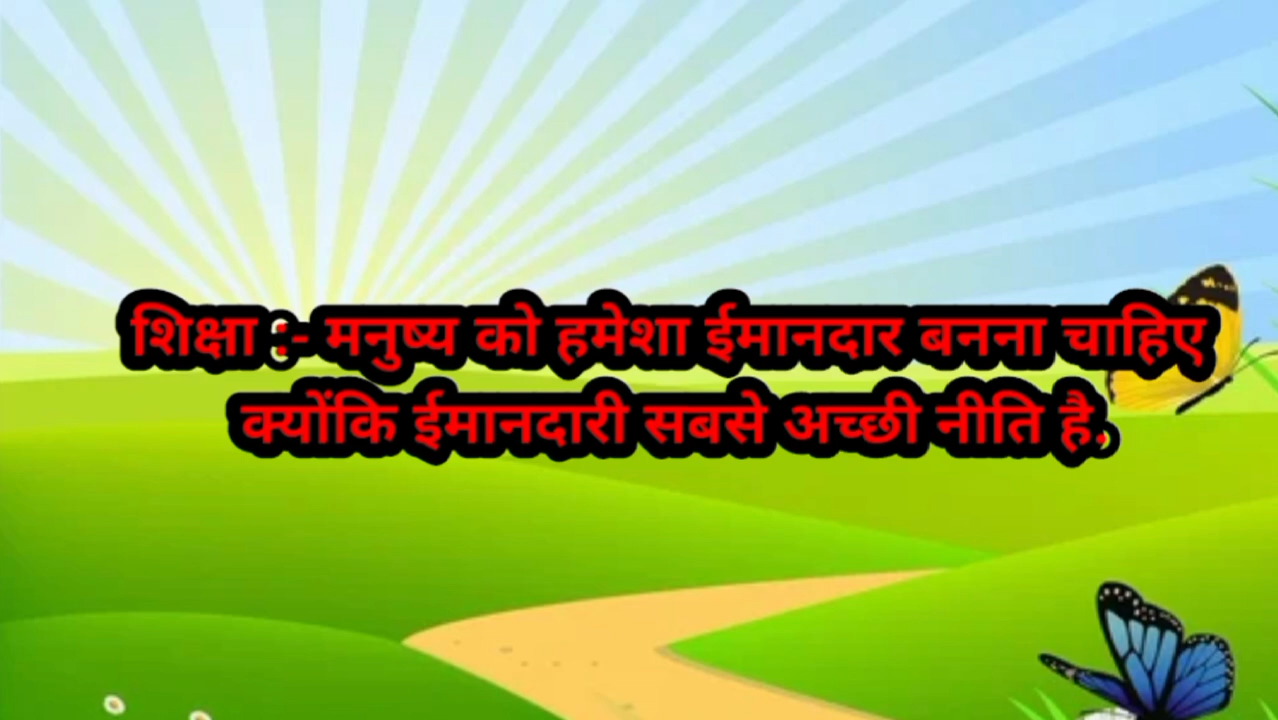 शिक्षा :- मनुष्य को हमेशा ईमानदार बनना चाहिए
क्योंकि ईमानदारी सबसे अच्छी नीति है.